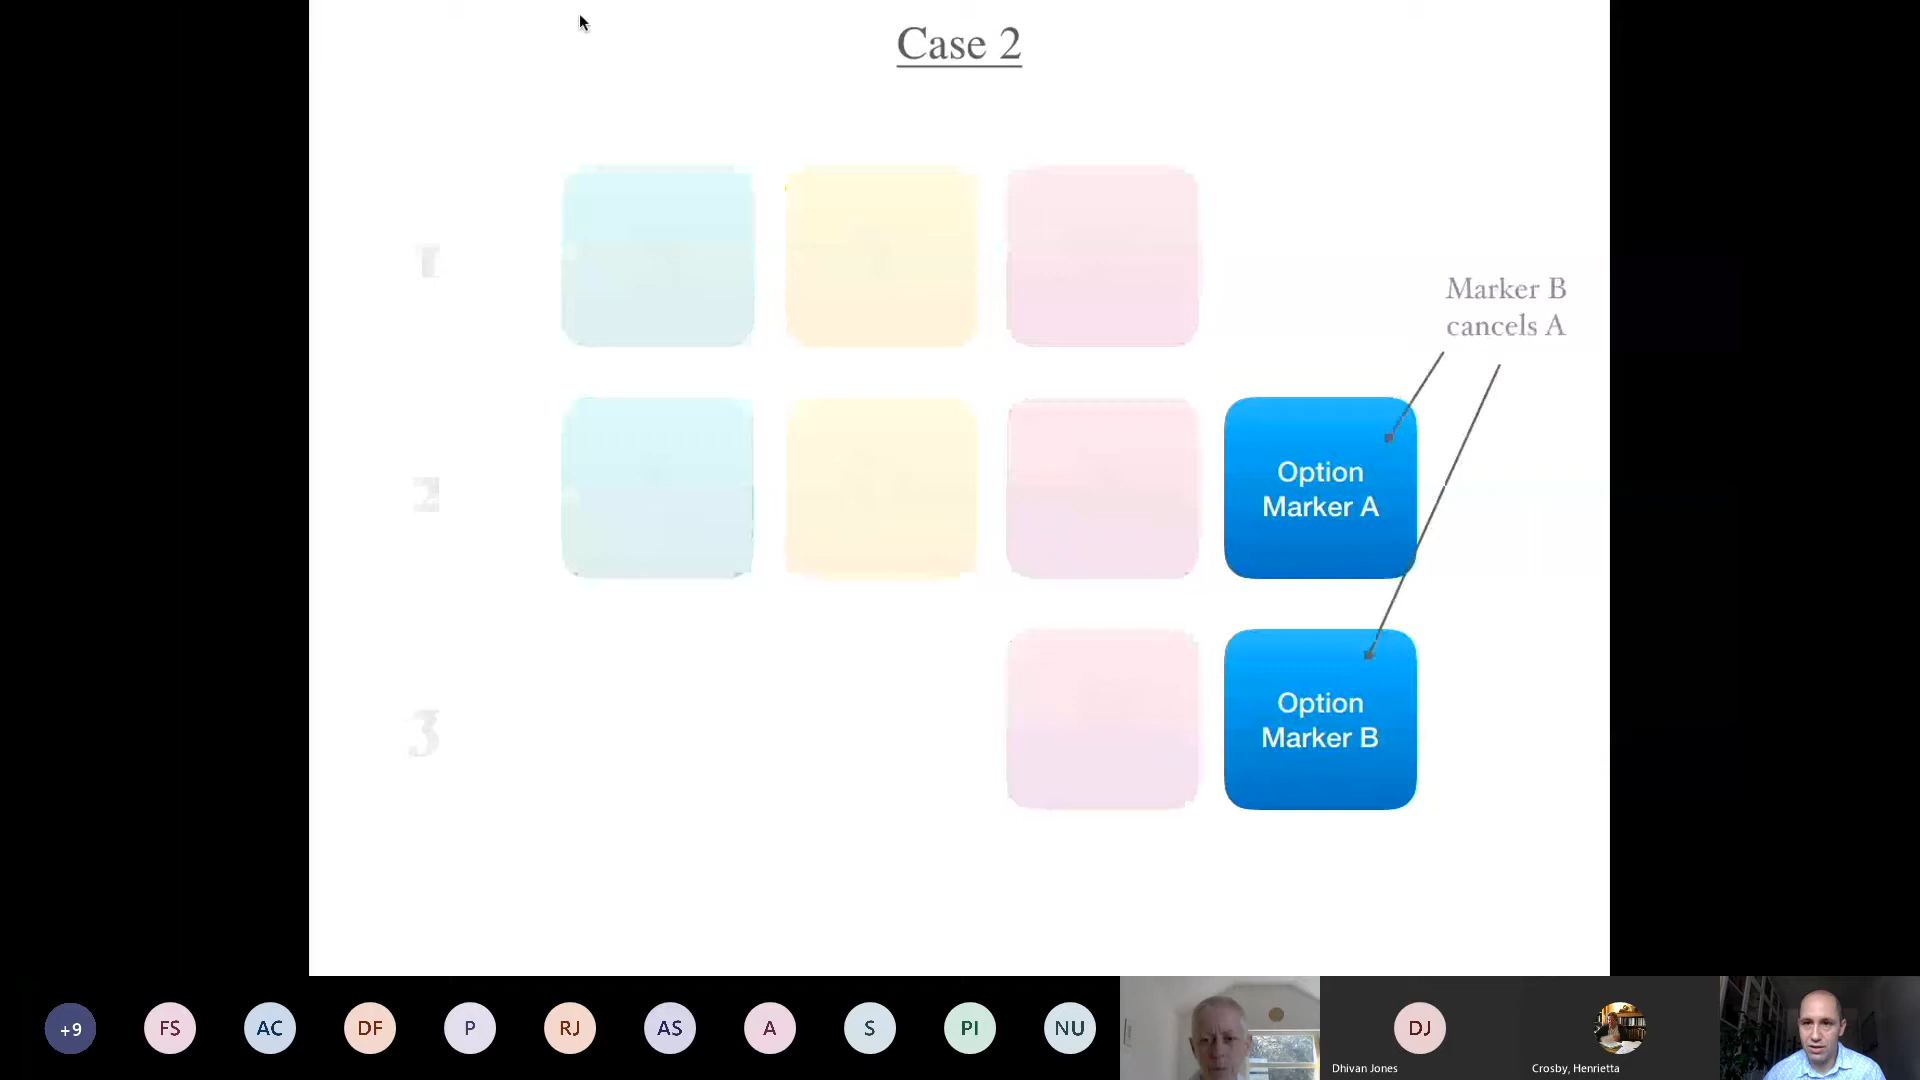 Case 2
1
Marker B
cancels A
2
Option
Marker A
3
Option
Marker B
+9
FS
AC
DF
P
RJ
AS
A
S
PI
NU
DJ
Dhivan Jones
Crosby, Henrietta